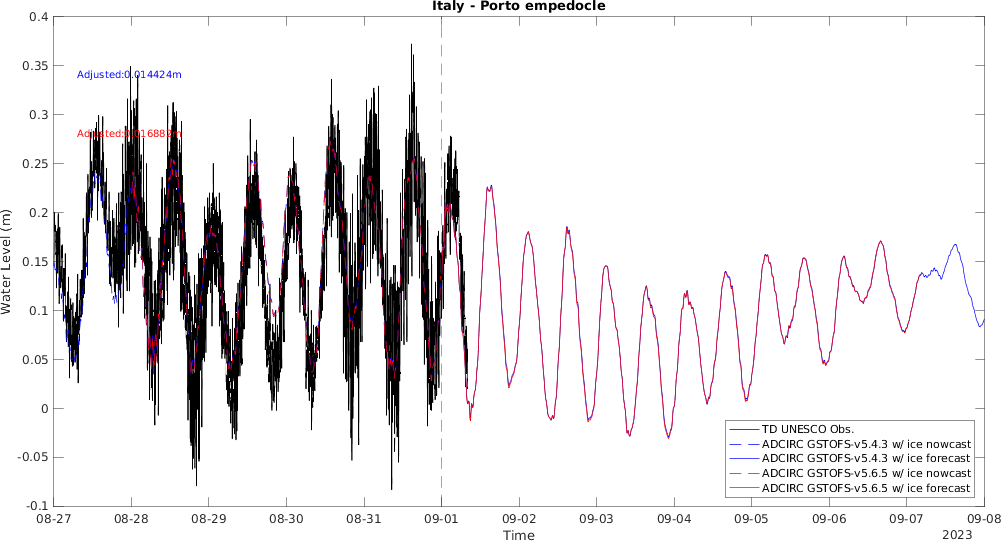 Italy - Porto empedocle
Water Level (m)
0.4
0.35
0.3
0.25
0.2
0.15
0.1
0.05
0
-0.05
-0.1
Adjusted:0.014424m
08-27
08-28
08-29
08-30
08-31
09-01
09-02
09-03
09-04
09-05
09-06
09-07
09-08
Time
2023
TD UNESCO Obs.
ADCIRC GSTOFS-v5.4.3 w/ ice nowcast
ADCIRC GSTOFS-v5.4.3 w/ ice forecast
ADCIRC GSTOFS-v5.6.5 w/ ice nowcast
ADCIRC GSTOFS-v5.6.5 w/ ice forecast